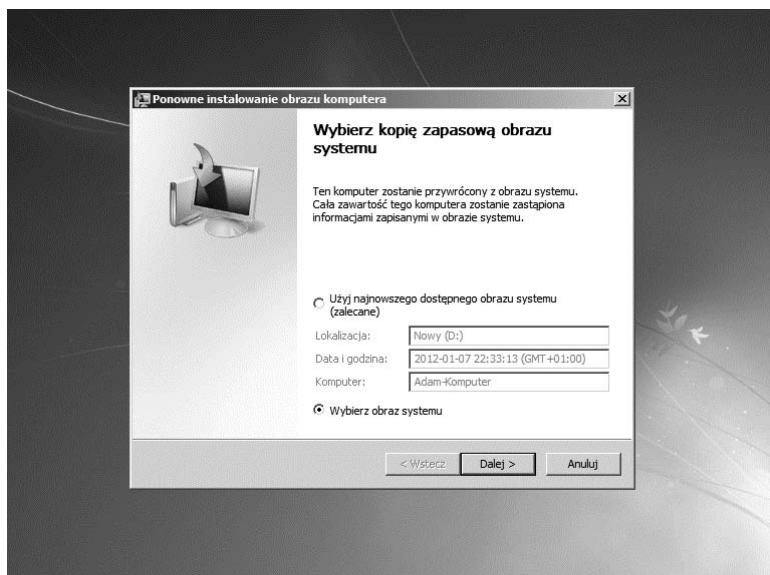 Ponowne instalowanie obrazu komputera
Wybierz kopię zapasową obrazu
systemu
Ten komputer zostanie przywrócony z obrazu systemu.
Cała zawartość tego komputera zostanie zastąpiona
informacjami zapisanymi w obrazie systemu.
Użyj najnowszego dostępnego obrazu systemu
(zalecane)
Lokalizacja: Nowy (D:)
Data i godzina: 2012-01-07 22:33:13 (GMT+01:00)
Komputer: Adam-Komputer
Wybierz obraz systemu
< Wstecz Dalej > Anuluj